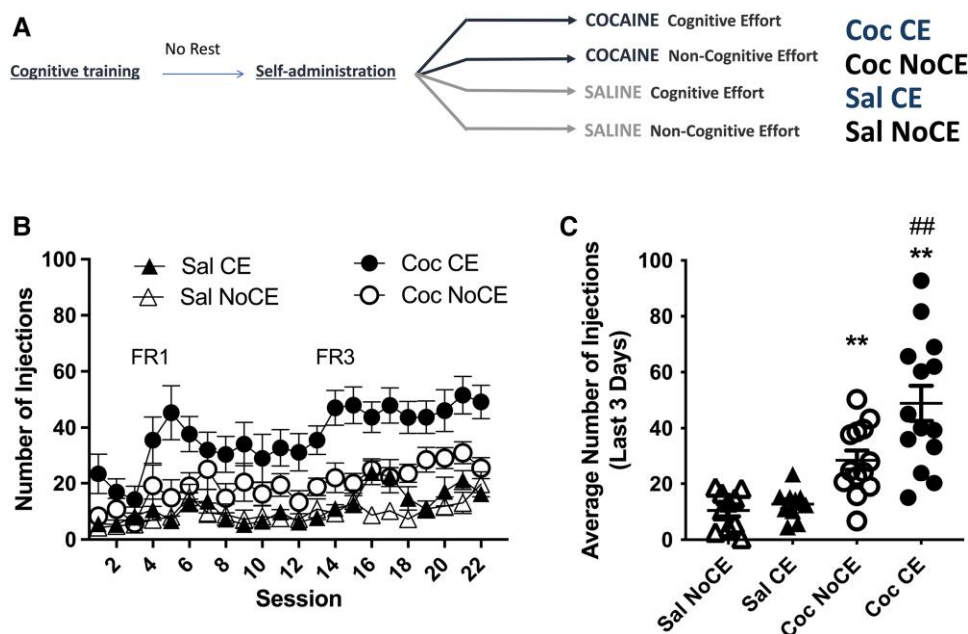 A
No Rest
Cognitive training
Self-administration
COCAINE Cognitive Effort
COCAINE Non-Cognitive Effort
SALINE Cognitive Effort
SALINE Non-Cognitive Effort
Coc CE
Coc NoCE
Sal CE
Sal NoCE
B
Number of Injections
100
80
60
40
20
0
Sal CE
Sal NoCE
Coc CE
Coc NoCE
FR1
FR3
2 4 6 8 10 12 14 16 18 20 22
Session
C
Average Number of Injections
(Last 3 Days)
100
80
60
40
20
0
##
**
**
Sal NoCE
Sal CE
Coc NoCE
Coc CE